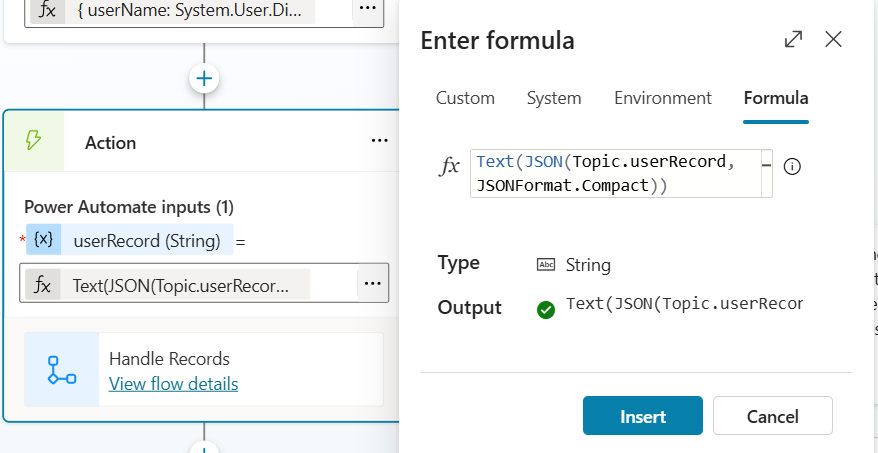 fx { userName: System.User.Di... ...
Action ...
Power Automate inputs (1)
* {x} userRecord (String) =
fx Text(JSON(Topic.userRecor... ...
Handle Records
View flow details
Enter formula
Custom System Environment Formula
fx Text(JSON(Topic.userRecord,
JSONFormat.Compact))
Type Abc String
Output Text(JSON(Topic.userRecor
Insert Cancel